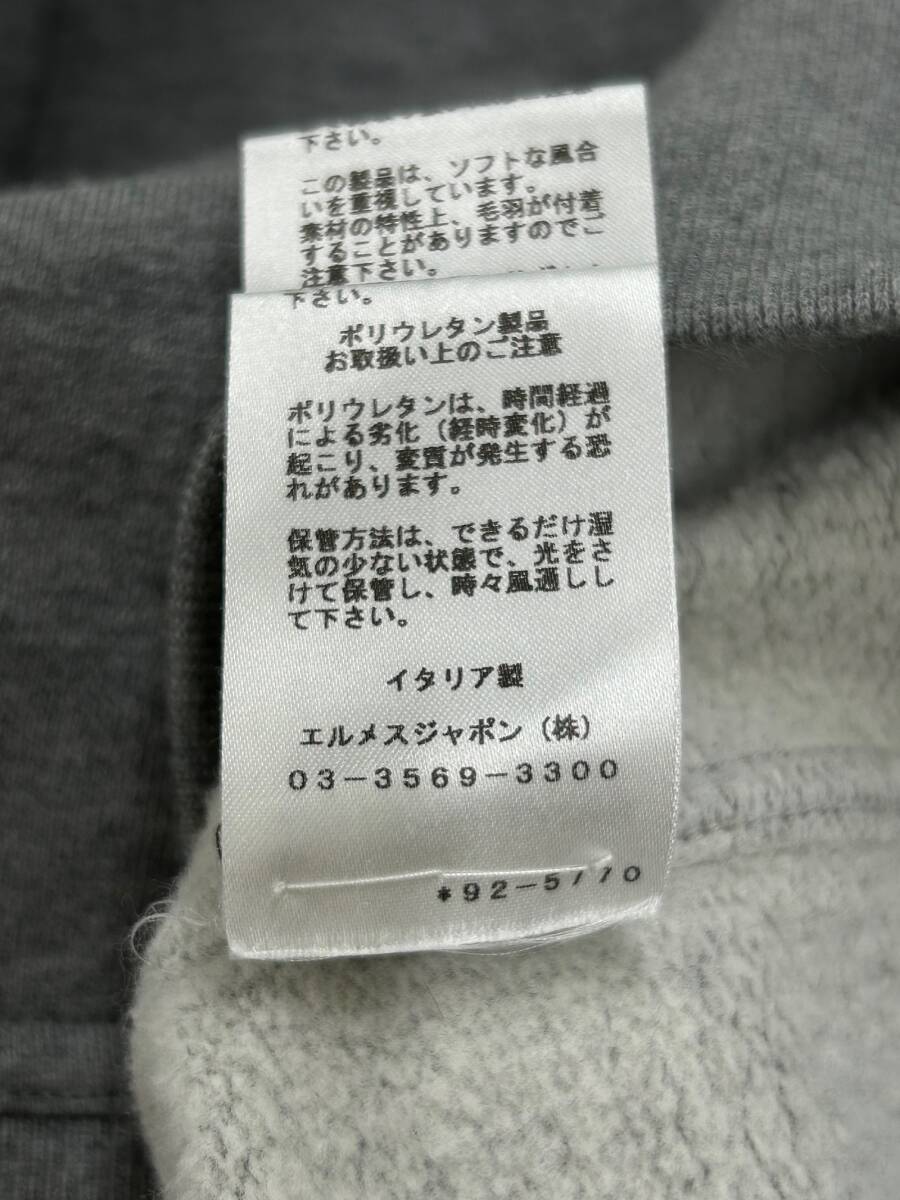 下さい。
この製品は、ソフトな風合
いを重視しています。
素材の特性上、毛羽が付着
することがありますのでご
注意下さい。
下さい。
ポリウレタン製品
お取扱い上のご注意
ポリウレタンは、時間経過
による劣化（経時変化）が
起こり、変質が発生する恐
れがあります。
保管方法は、できるだけ湿
気の少ない状態で、光をさ
けて保管し、時々風通しし
て下さい。
イタリア製
エルメスジャポン（株）
03-3569-3300